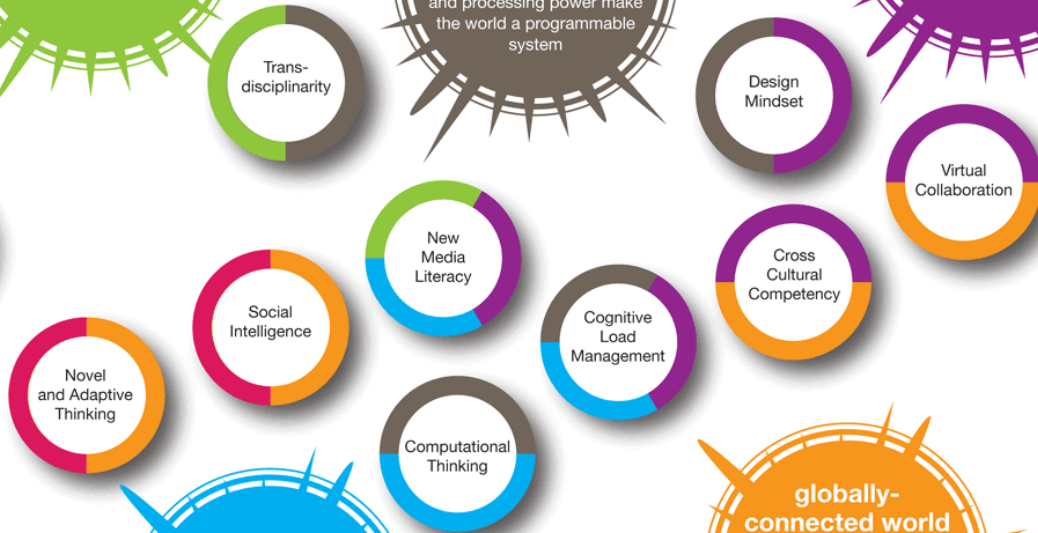 and processing power make
the world a programmable
system
Trans-
disciplinarity
Design
Mindset
Virtual
Collaboration
New
Media
Literacy
Cross
Cultural
Competency
Social
Intelligence
Cognitive
Load
Management
Novel
and Adaptive
Thinking
Computational
Thinking
globally-
connected world